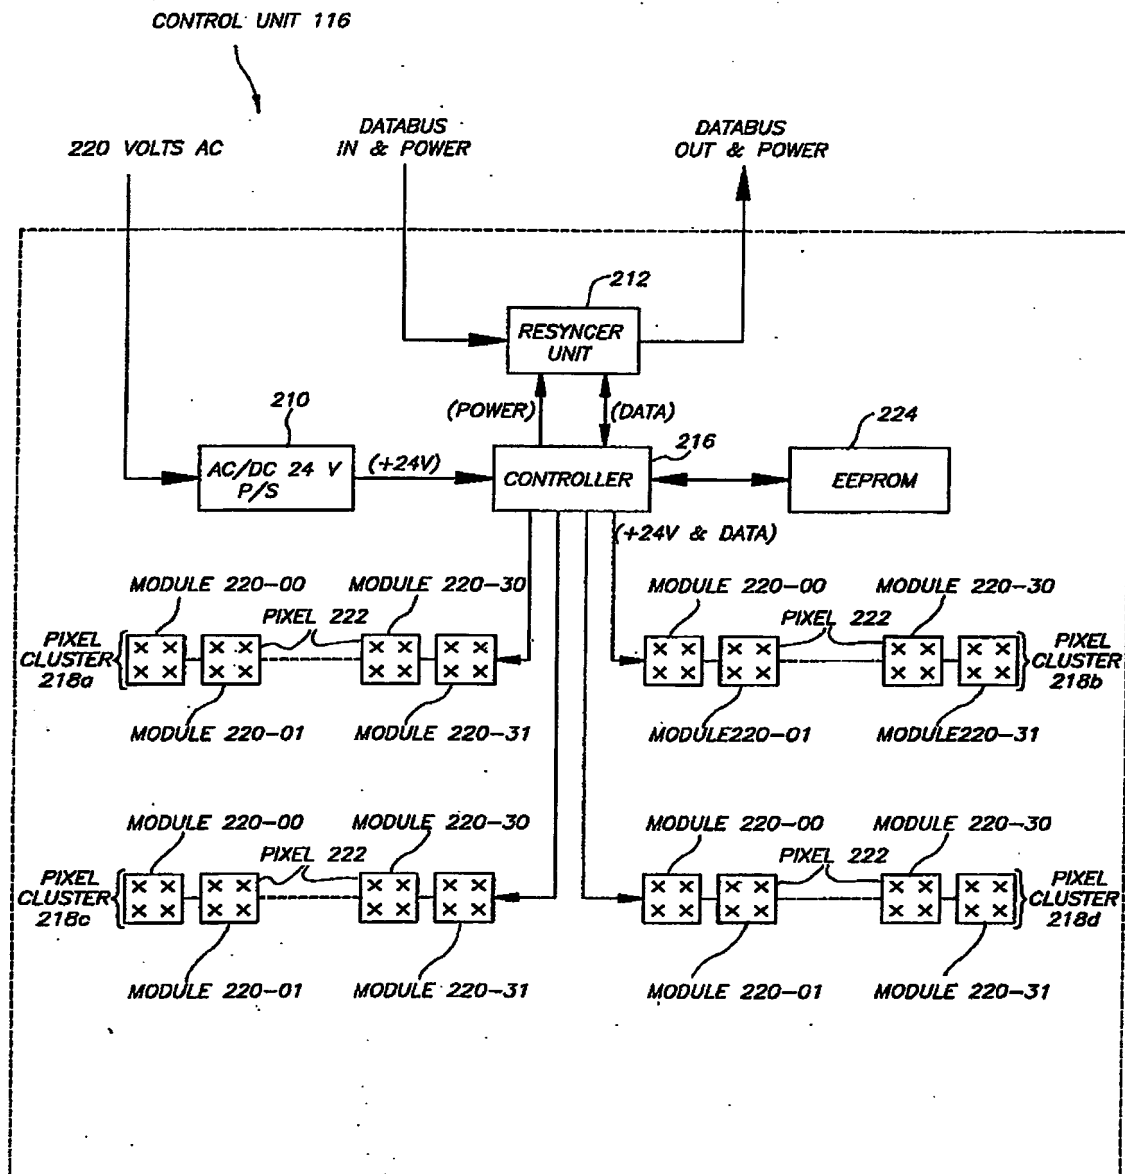 CONTROL UNIT 116
220 VOLTS AC
DATABUS
IN & POWER
DATABUS
OUT & POWER
212
RESYNCER
UNIT
(POWER)
(DATA)
210
216
224
AC/DC 24 V
P/S
(+24V)
CONTROLLER
EEPROM
(+24V & DATA)
MODULE 220-00
MODULE 220-30
PIXEL 222
PIXEL
CLUSTER
218a
MODULE 220-01
MODULE 220-31
MODULE 220-00
MODULE 220-30
PIXEL 222
PIXEL
CLUSTER
218b
MODULE220-01
MODULE220-31
MODULE 220-00
MODULE 220-30
PIXEL 222
PIXEL
CLUSTER
218c
MODULE 220-01
MODULE 220-31
MODULE 220-00
MODULE 220-30
PIXEL 222
PIXEL
CLUSTER
218d
MODULE 220-01
MODULE 220-31